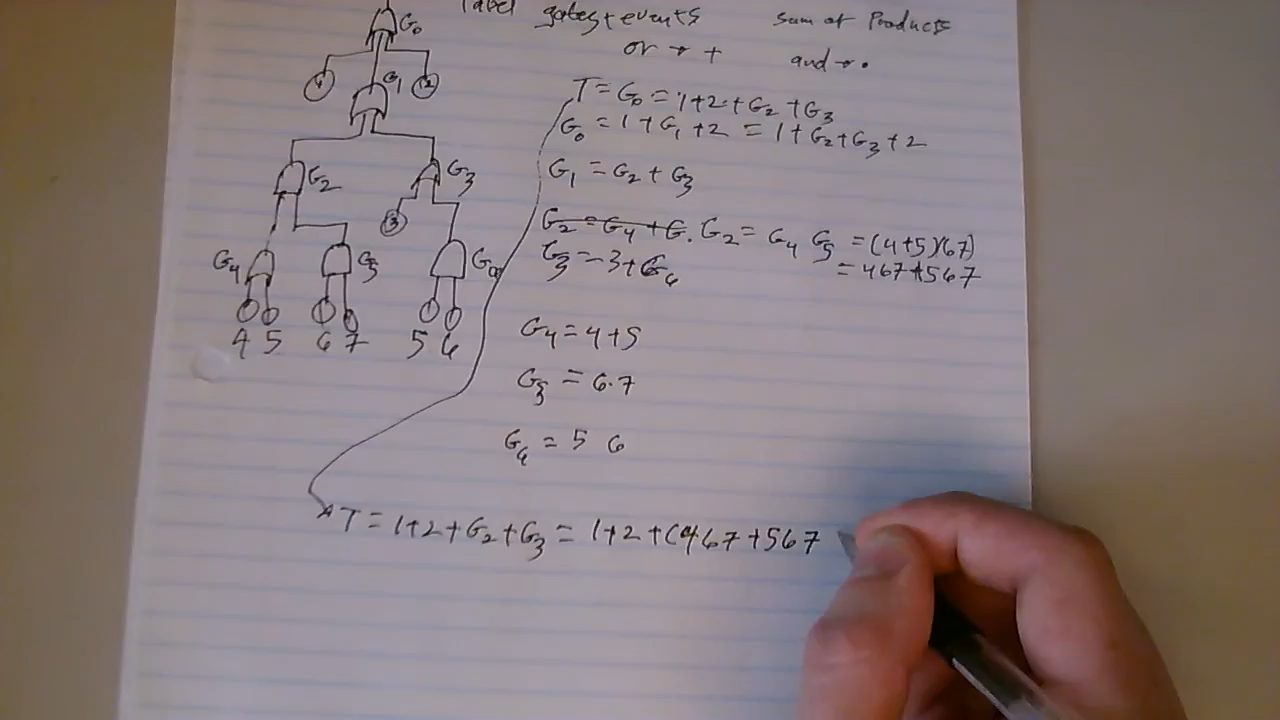 label gates + events sum of Products
or → + and → •
G0
1 G1 2
T = G0 = 1+2+G2+G3
G0 = 1+G1+2 = 1+G2+G3+2
G2 G3
G1 = G2 + G3
3
G2 = G4 + G. G2 = G4 G5 = (4+5)(67)
= 467+567
G3 = 3+G6
G4 G5 G6
4 5 6 7 5 6
G4 = 4+5
G5 = 6.7
G6 = 5 6
T = 1+2+G2+G3 = 1+2+(467+567